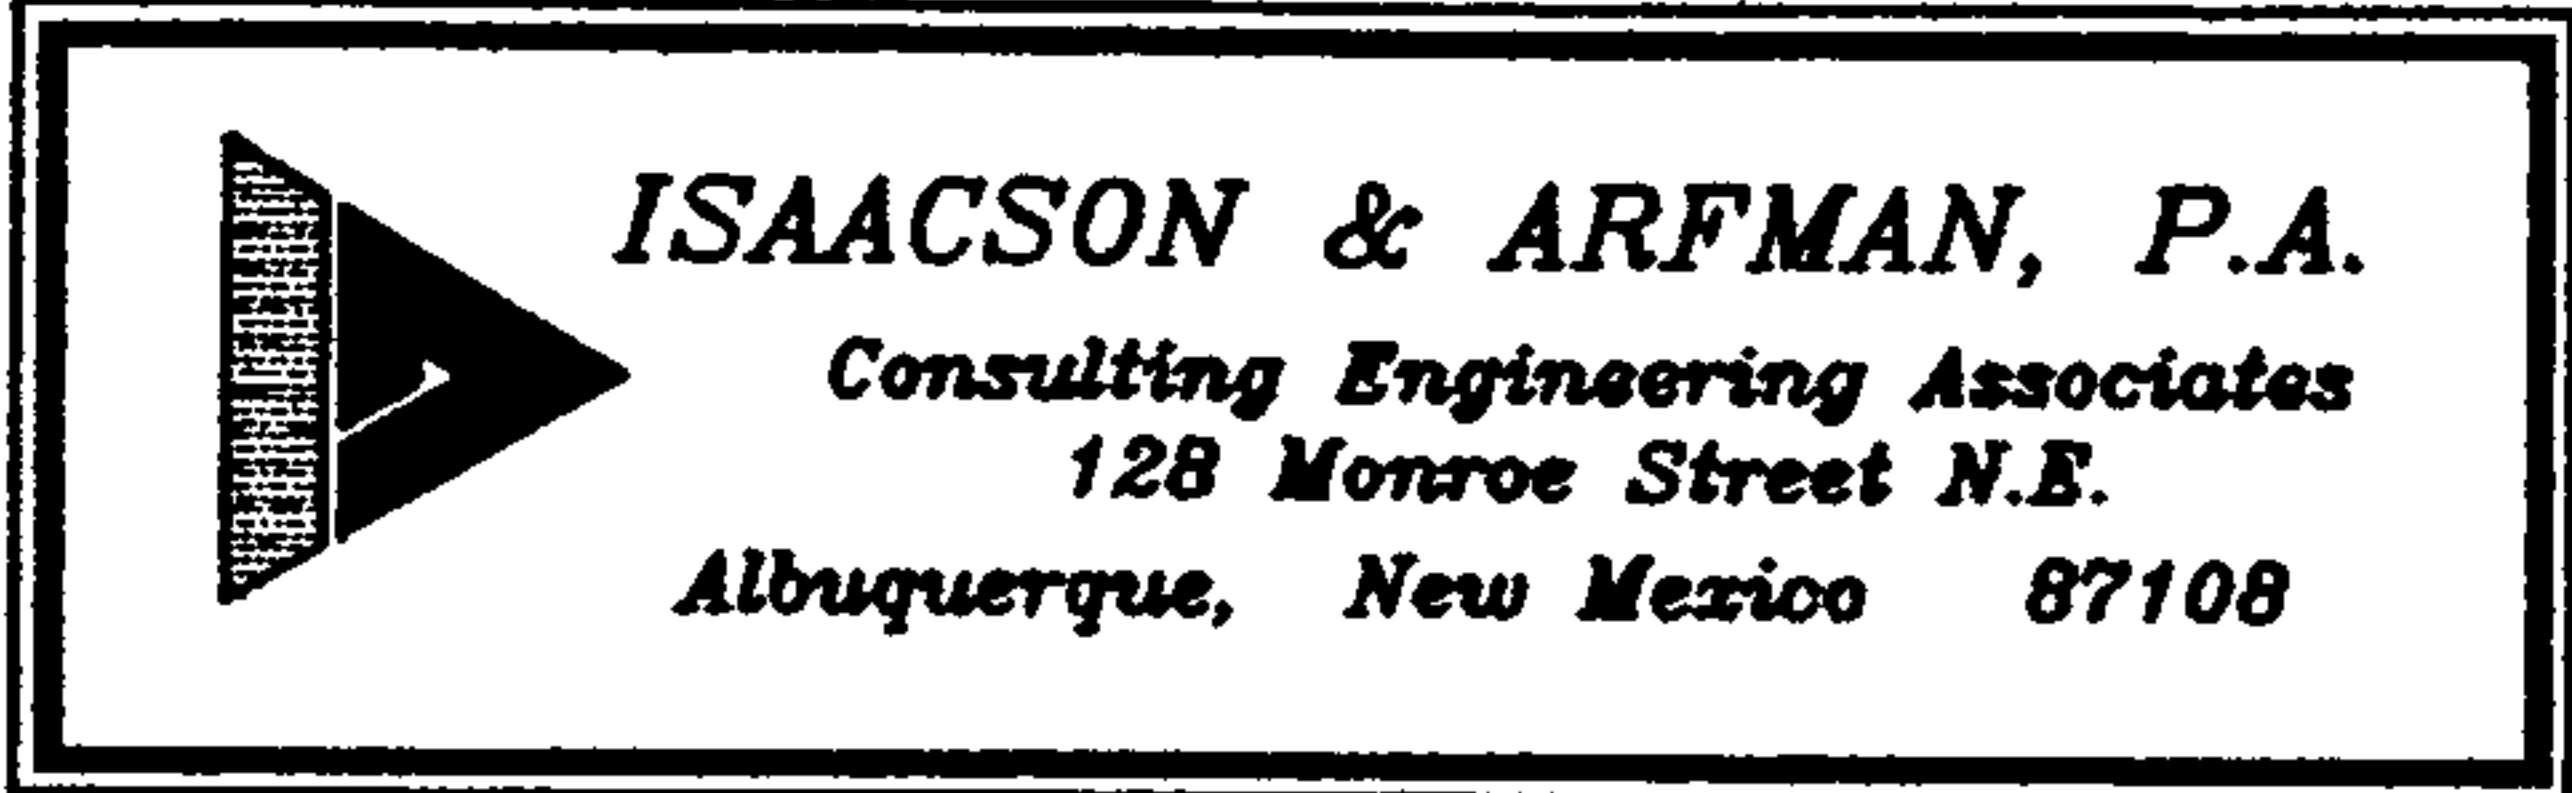 ISAACSON & ARFMAN, P.A.
Consulting Engineering Associates
128 Monroe Street N.E.
Albuquerque, New Mexico 87108